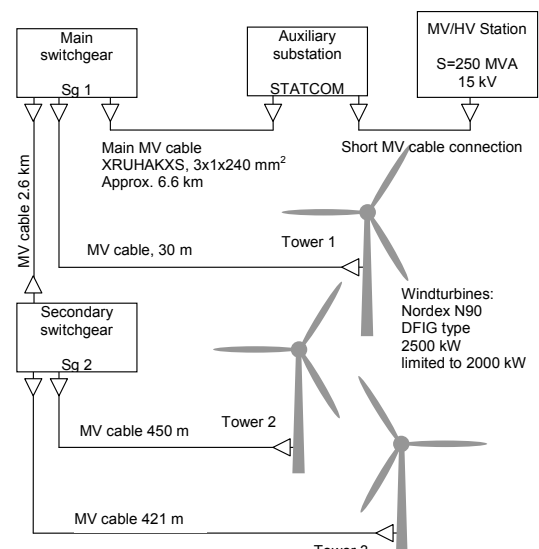 Main
switchgear
Sg 1
Auxiliary
substation
STATCOM
MV/HV Station
S=250 MVA
15 kV
Main MV cable
XRUHAKXS, 3x1x240 mm²
Approx. 6.6 km
Short MV cable connection
MV cable 2.6 km
MV cable, 30 m
Tower 1
Windturbines:
Nordex N90
DFIG type
2500 kW
limited to 2000 kW
Secondary
switchgear
Sg 2
Tower 2
MV cable 450 m
MV cable 421 m
Tower 3